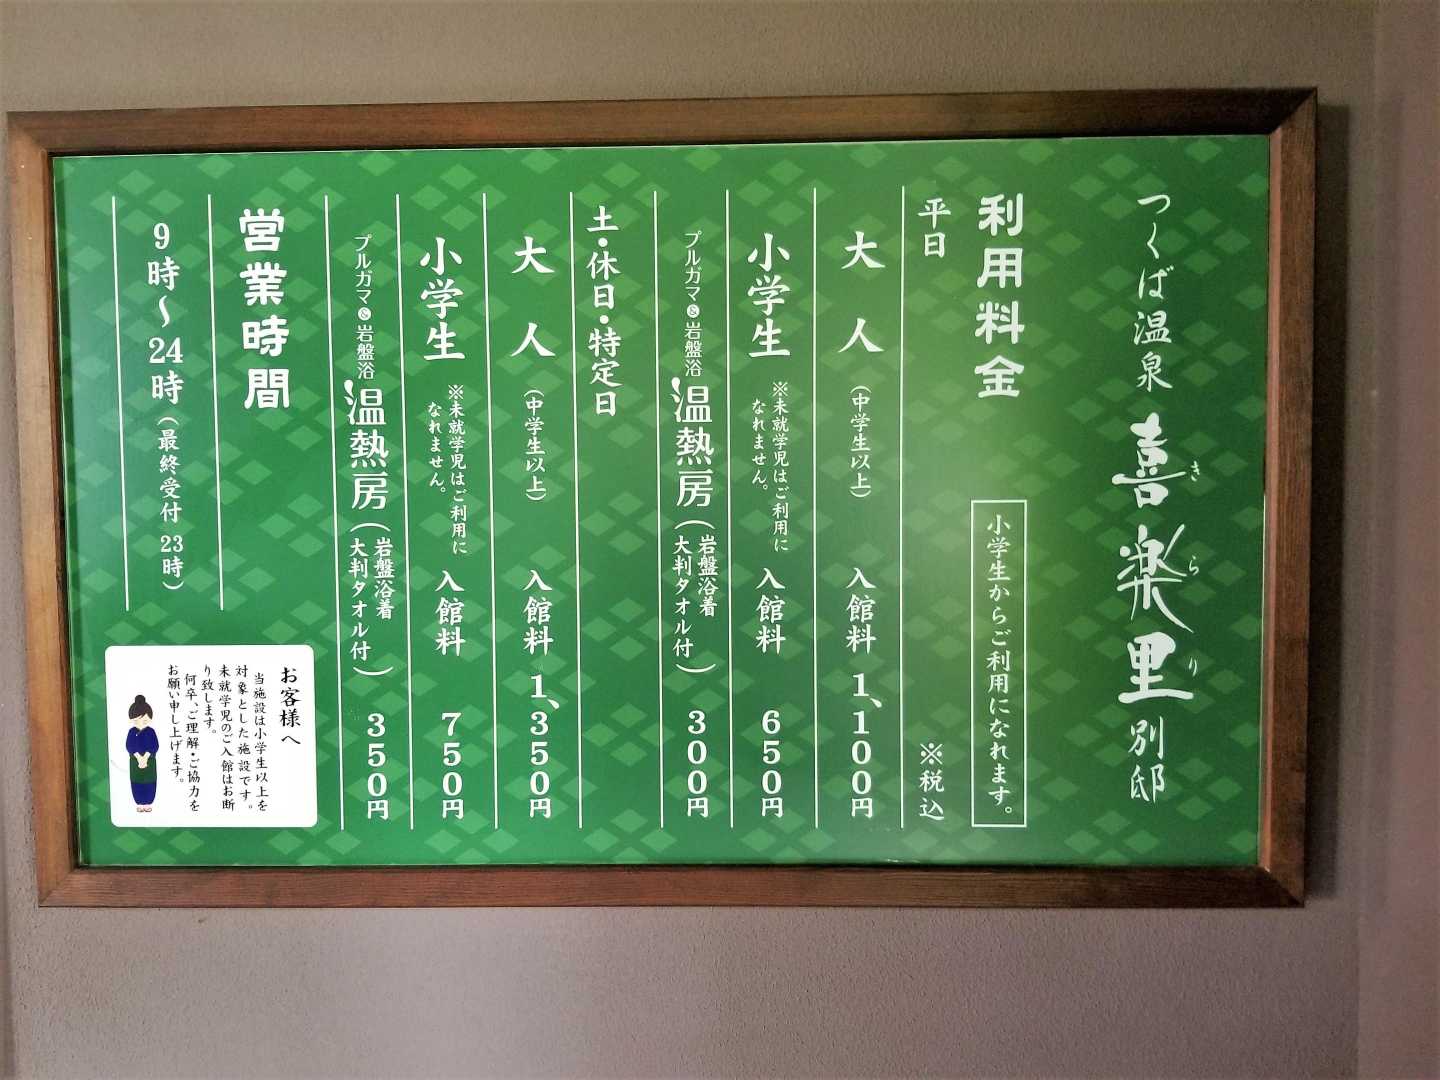 つくば温泉 喜楽里 別邸
きらり
利用料金
小学生からご利用になれます。
平日 ※税込
大人（中学生以上） 入館料 1、100円
小学生 ※未就学児はご利用に
なれません。 入館料 650円
プルガマ&岩盤浴 温熱房（岩盤浴着
大判タオル付） 300円
土・休日・特定日
大人（中学生以上） 入館料 1、350円
小学生 ※未就学児はご利用に
なれません。 入館料 750円
プルガマ&岩盤浴 温熱房（岩盤浴着
大判タオル付） 350円
営業時間
9時〜24時（最終受付 23時）
お客様へ
当施設は小学生以上を
対象とした施設です。
未就学児のご入館はお断
り致します。
何卒、ご理解・ご協力を
お願い申し上げます。